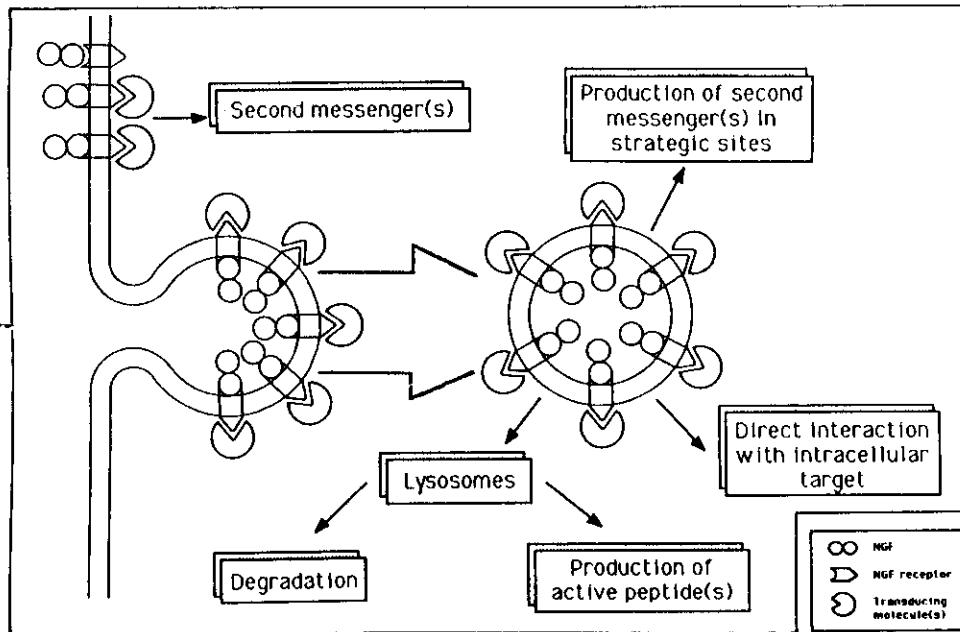 Second messenger(s)
Production of second
messenger(s) in
strategic sites
Direct interaction
with intracellular
target
Lysosomes
Degradation
Production of
active peptide(s)
NGF
NGF receptor
Transducing
molecule(s)